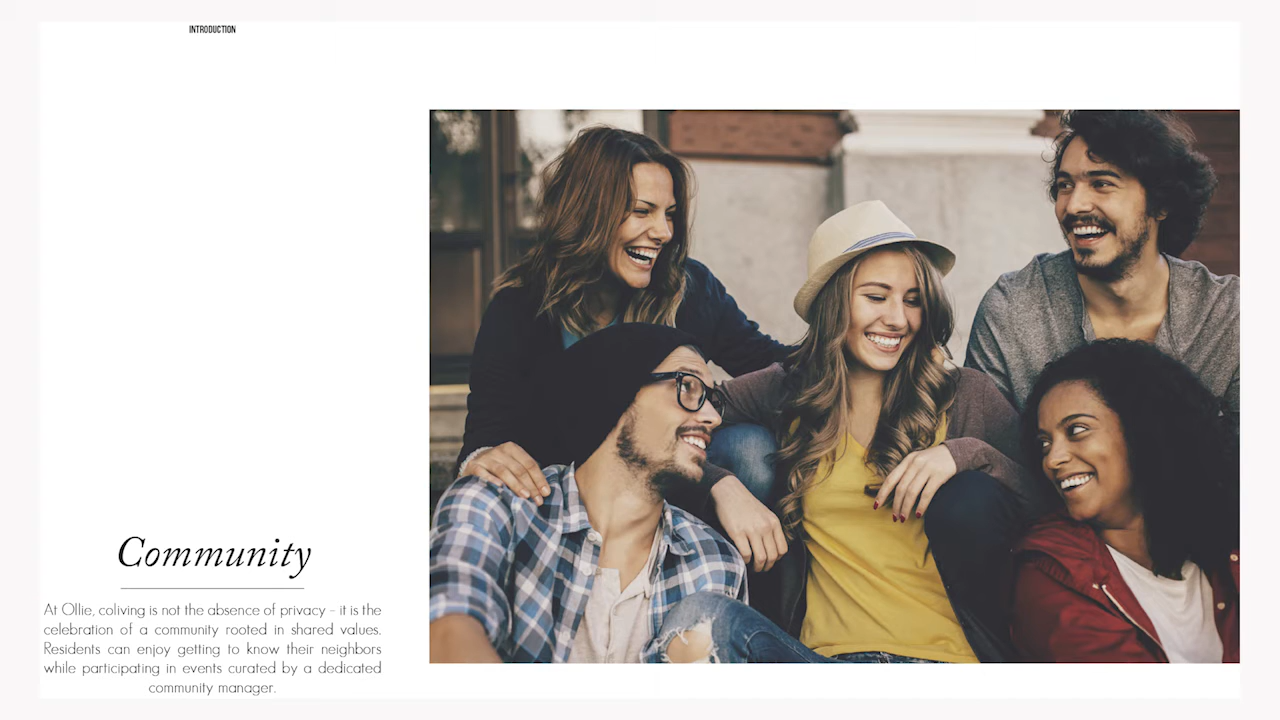 INTRODUCTION
Community
At Ollie, coliving is not the absence of privacy – it is the
celebration of a community rooted in shared values.
Residents can enjoy getting to know their neighbors
while participating in events curated by a dedicated
community manager.